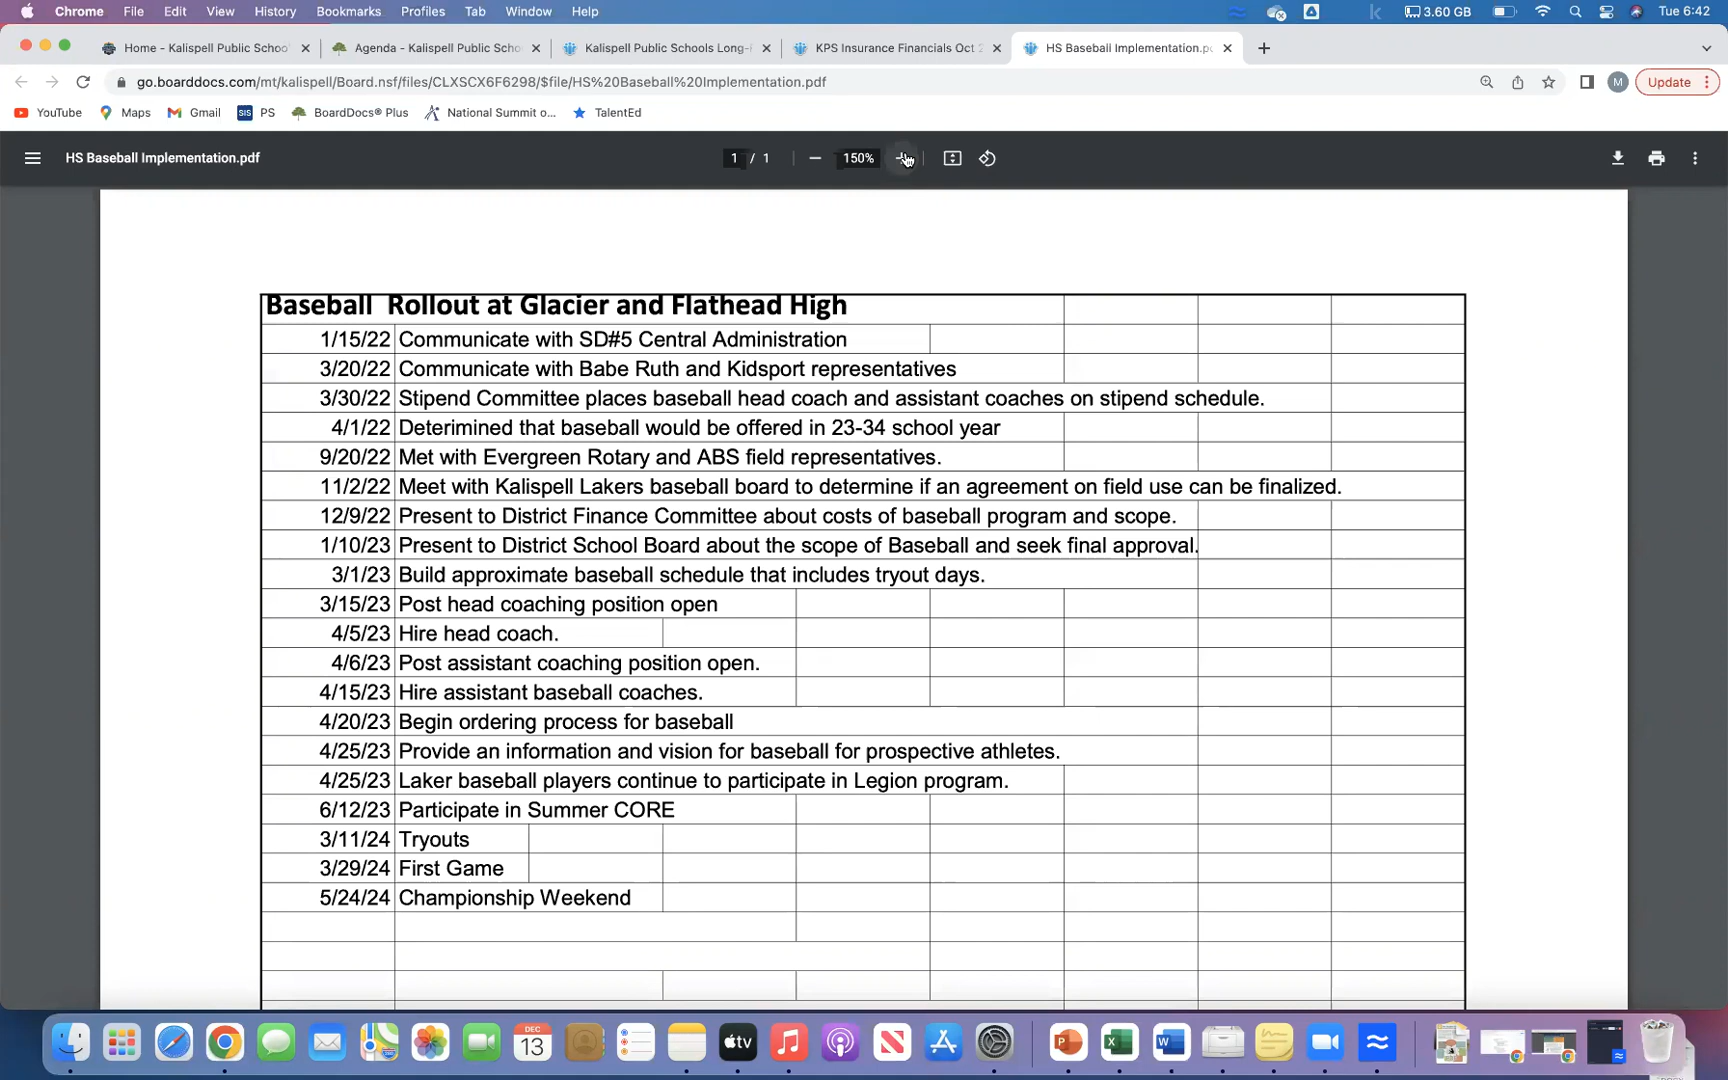 Chrome File Edit View History Bookmarks Profiles Tab Window Help 3.60 GB Tue 6:42
Home - Kalispell Public School Agenda - Kalispell Public Scho Kalispell Public Schools Long- KPS Insurance Financials Oct 2 HS Baseball Implementation.p
go.boarddocs.com/mt/kalispell/Board.nsf/files/CLXSCX6F6298/$file/HS%20Baseball%20Implementation.pdf M Update
YouTube Maps Gmail SIS PS BoardDocs® Plus National Summit o... TalentEd
HS Baseball Implementation.pdf 1 / 1 150%
Baseball Rollout at Glacier and Flathead High
1/15/22 Communicate with SD#5 Central Administration
3/20/22 Communicate with Babe Ruth and Kidsport representatives
3/30/22 Stipend Committee places baseball head coach and assistant coaches on stipend schedule.
4/1/22 Deterimined that baseball would be offered in 23-34 school year
9/20/22 Met with Evergreen Rotary and ABS field representatives.
11/2/22 Meet with Kalispell Lakers baseball board to determine if an agreement on field use can be finalized.
12/9/22 Present to District Finance Committee about costs of baseball program and scope.
1/10/23 Present to District School Board about the scope of Baseball and seek final approval.
3/1/23 Build approximate baseball schedule that includes tryout days.
3/15/23 Post head coaching position open
4/5/23 Hire head coach.
4/6/23 Post assistant coaching position open.
4/15/23 Hire assistant baseball coaches.
4/20/23 Begin ordering process for baseball
4/25/23 Provide an information and vision for baseball for prospective athletes.
4/25/23 Laker baseball players continue to participate in Legion program.
6/12/23 Participate in Summer CORE
3/11/24 Tryouts
3/29/24 First Game
5/24/24 Championship Weekend
DEC tv P X W
13